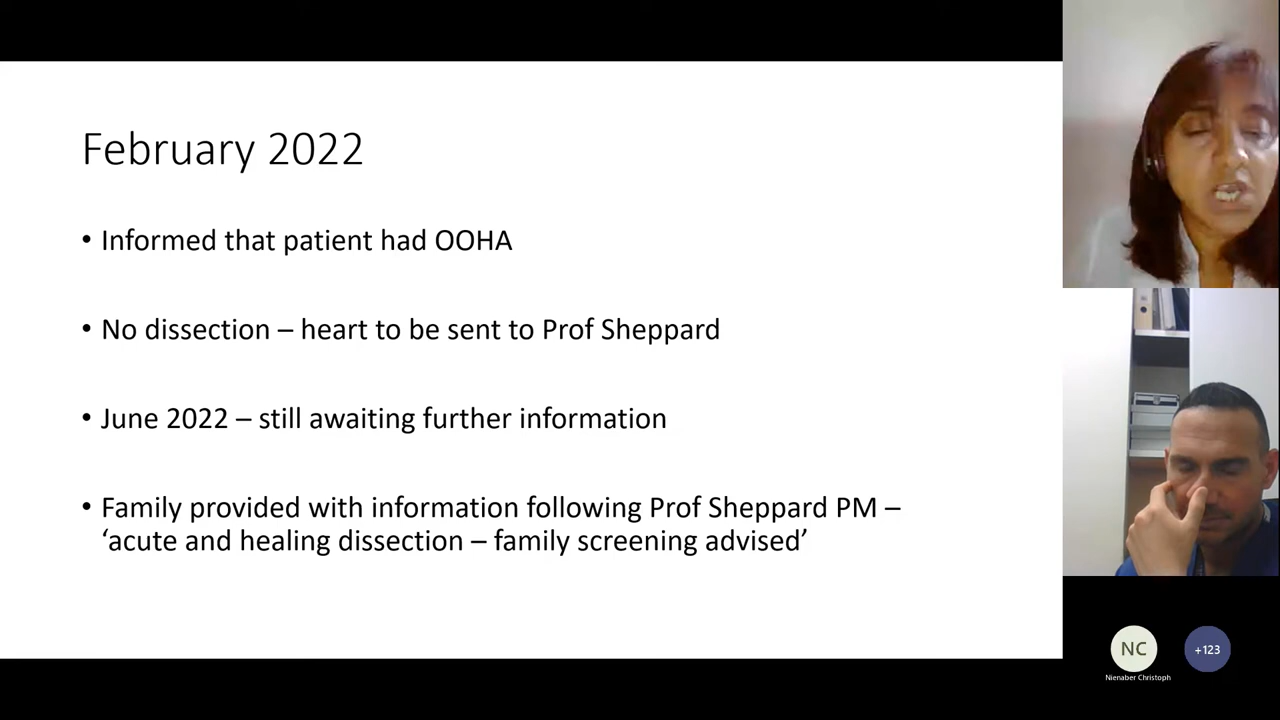 February 2022
• Informed that patient had OOHA
• No dissection – heart to be sent to Prof Sheppard
• June 2022 – still awaiting further information
• Family provided with information following Prof Sheppard PM –
‘acute and healing dissection – family screening advised’
NC
+123
Nienaber Christoph